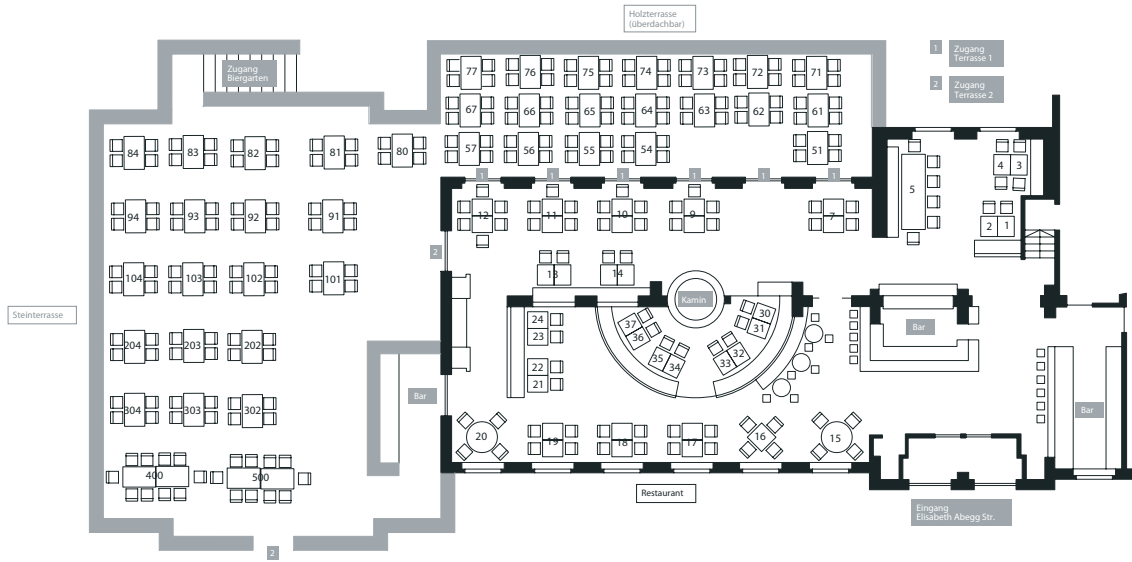 Holzterrasse
(überdachbar)
1
Zugang
Terrasse 1
2
Zugang
Terrasse 2
Zugang
Biergarten
77 76 75 74 73 72 71
67 66 65 64 63 62 61
57 56 55 54 51
84 83 82 81 80
94 93 92 91
104 103 102 101
204 203 202
304 303 302
400 500
Steinterrasse
1 1 1 1 1 1
12 11 10 9 7
5
4 3
2 1
2
13 14
Kamin
24
23
22
21
37
36
35
34
30
31
32
33
Bar
Bar
Bar
20 19 18 17 16 15
Restaurant
Eingang
Elisabeth Abegg Str.
2